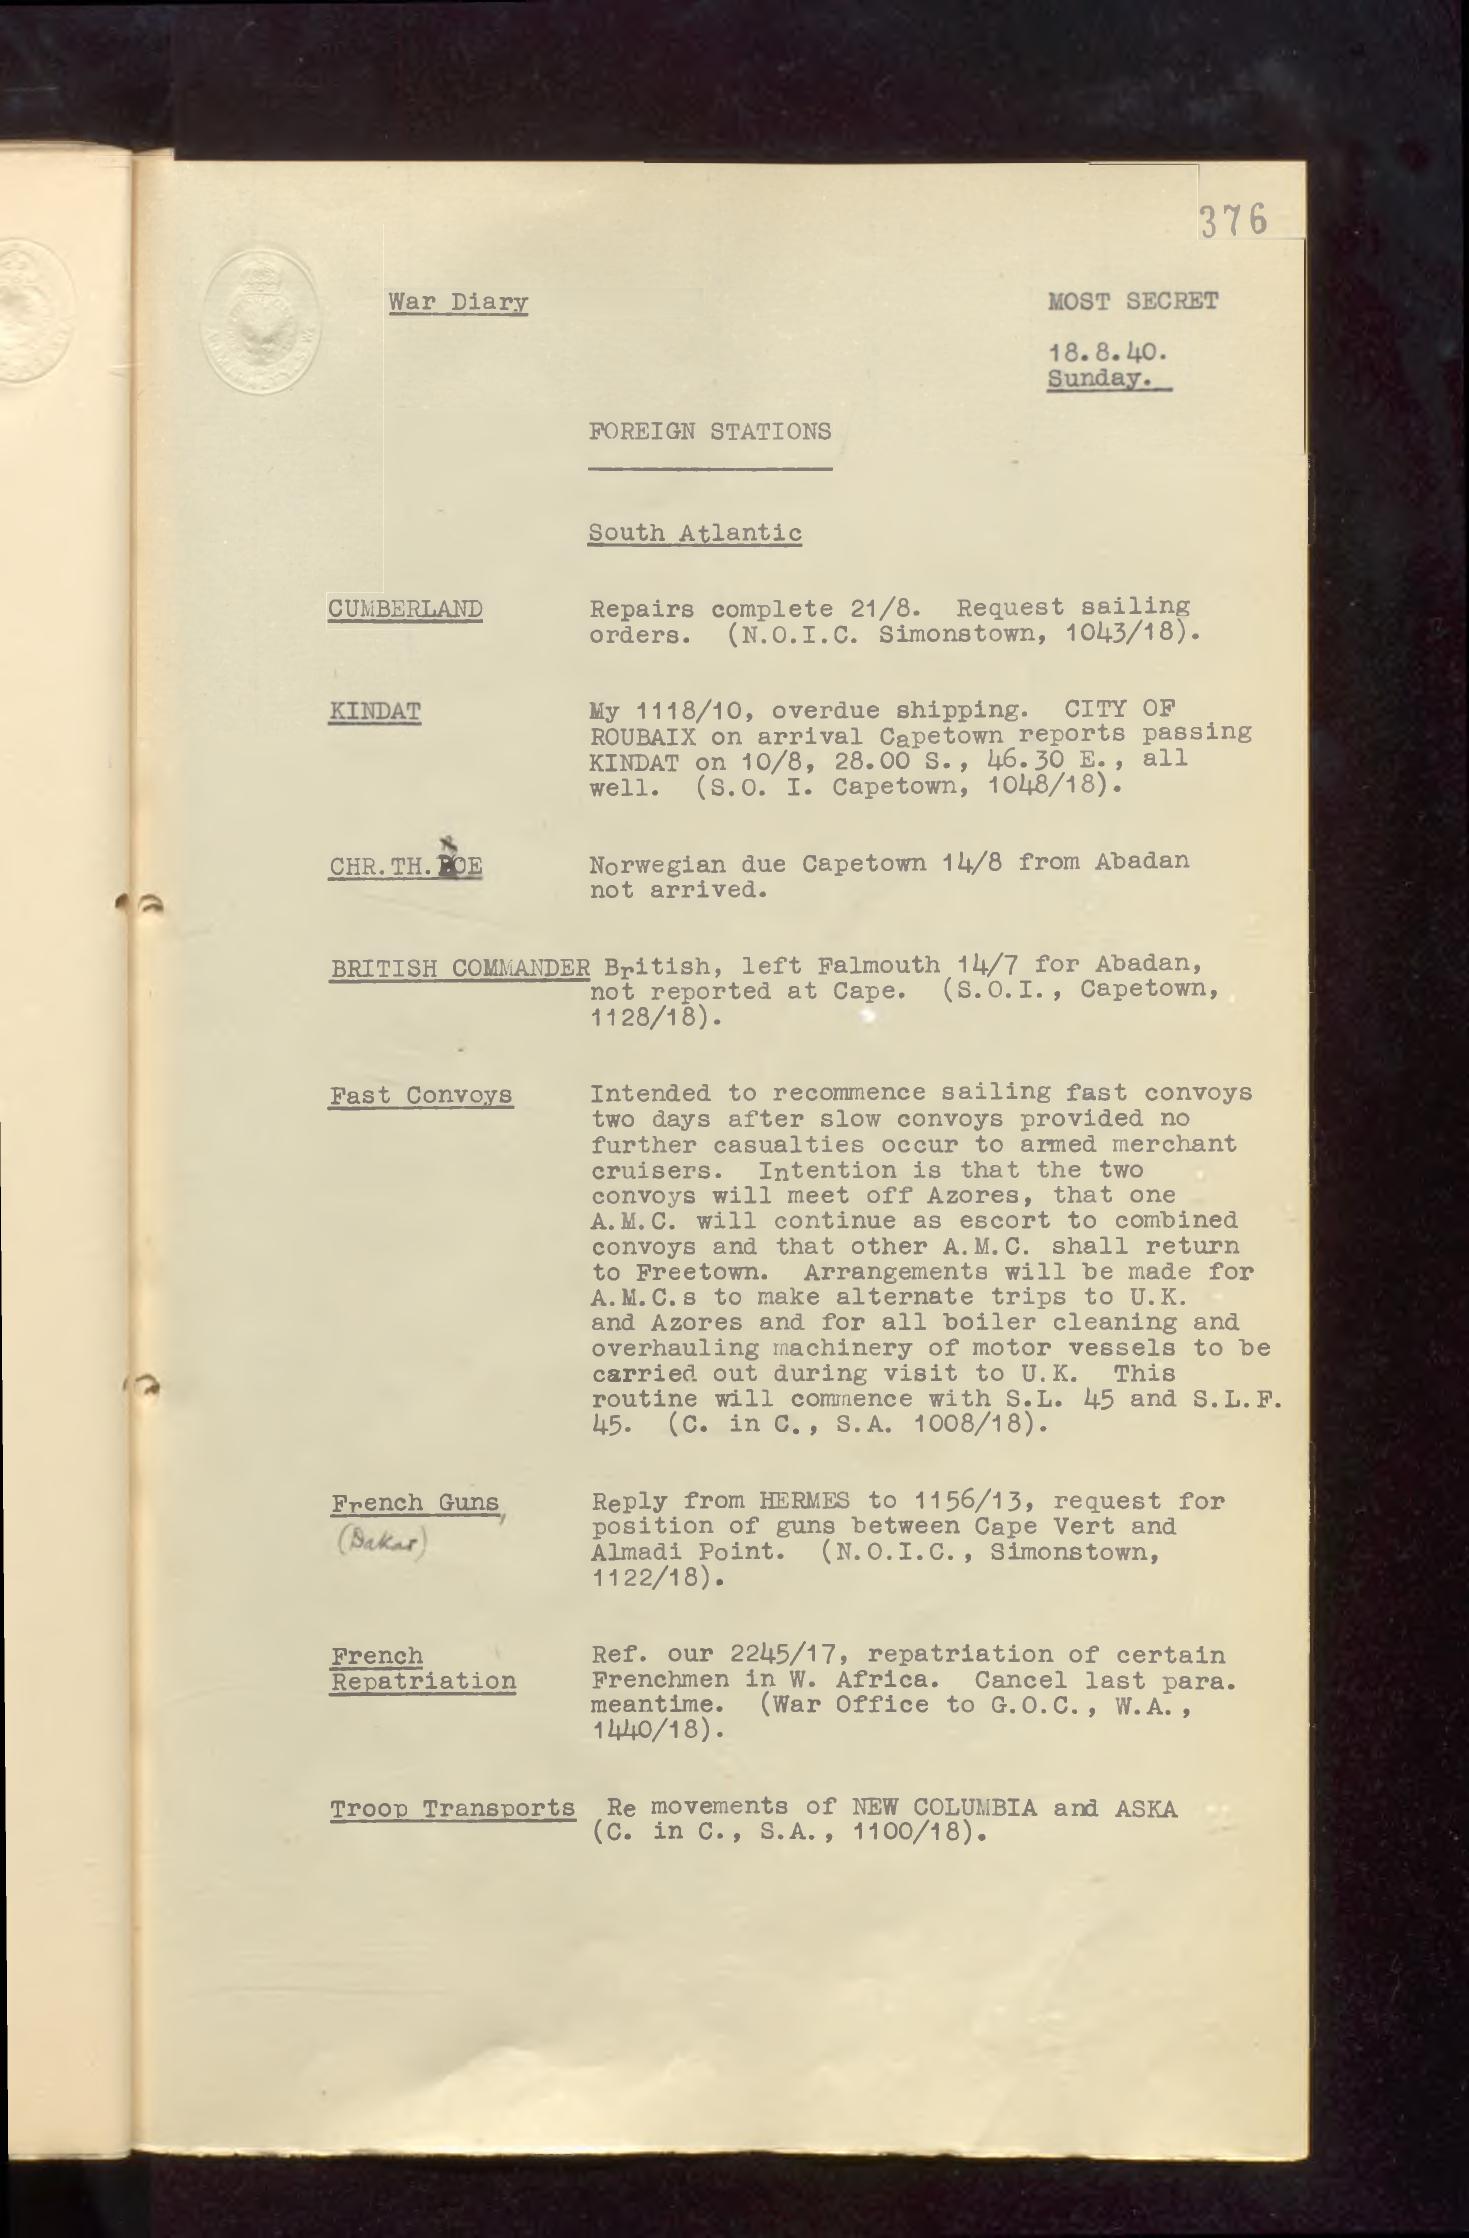 376
War Diary
MOST SECRET
18.8.40.
Sunday.
FOREIGN STATIONS
South Atlantic
CUMBERLAND Repairs complete 21/8. Request sailing
orders. (N.O.I.C. Simonstown, 1043/18).
KINDAT My 1118/10, overdue shipping. CITY OF
ROUBAIX on arrival Capetown reports passing
KINDAT on 10/8, 28.00 S., 46.30 E., all
well. (S.O. I. Capetown, 1048/18).
CHR.TH. Norwegian due Capetown 14/8 from Abadan
not arrived.
BRITISH COMMANDER British, left Falmouth 14/7 for Abadan,
not reported at Cape. (S.O.I., Capetown,
1128/18).
Fast Convoys Intended to recommence sailing fast convoys
two days after slow convoys provided no
further casualties occur to armed merchant
cruisers. Intention is that the two
convoys will meet off Azores, that one
A.M.C. will continue as escort to combined
convoys and that other A.M.C. shall return
to Freetown. Arrangements will be made for
A.M.C.s to make alternate trips to U.K.
and Azores and for all boiler cleaning and
overhauling machinery of motor vessels to be
carried out during visit to U.K. This
routine will commence with S.L. 45 and S.L.F.
45. (C. in C., S.A. 1008/18).
French Guns, Reply from HERMES to 1156/13, request for
(Dakar) position of guns between Cape Vert and
Almadi Point. (N.O.I.C., Simonstown,
1122/18).
French Ref. our 2245/17, repatriation of certain
Repatriation Frenchmen in W. Africa. Cancel last para.
meantime. (War Office to G.O.C., W.A.,
1440/18).
Troop Transports Re movements of NEW COLUMBIA and ASKA
(C. in C., S.A., 1100/18).